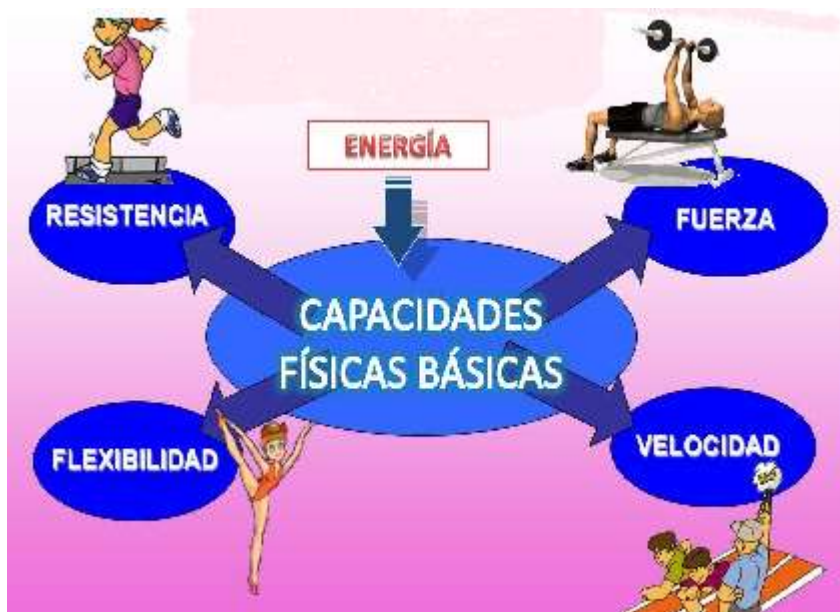 ENERGÍA
RESISTENCIA
FUERZA
CAPACIDADES
FÍSICAS BÁSICAS
FLEXIBILIDAD
VELOCIDAD